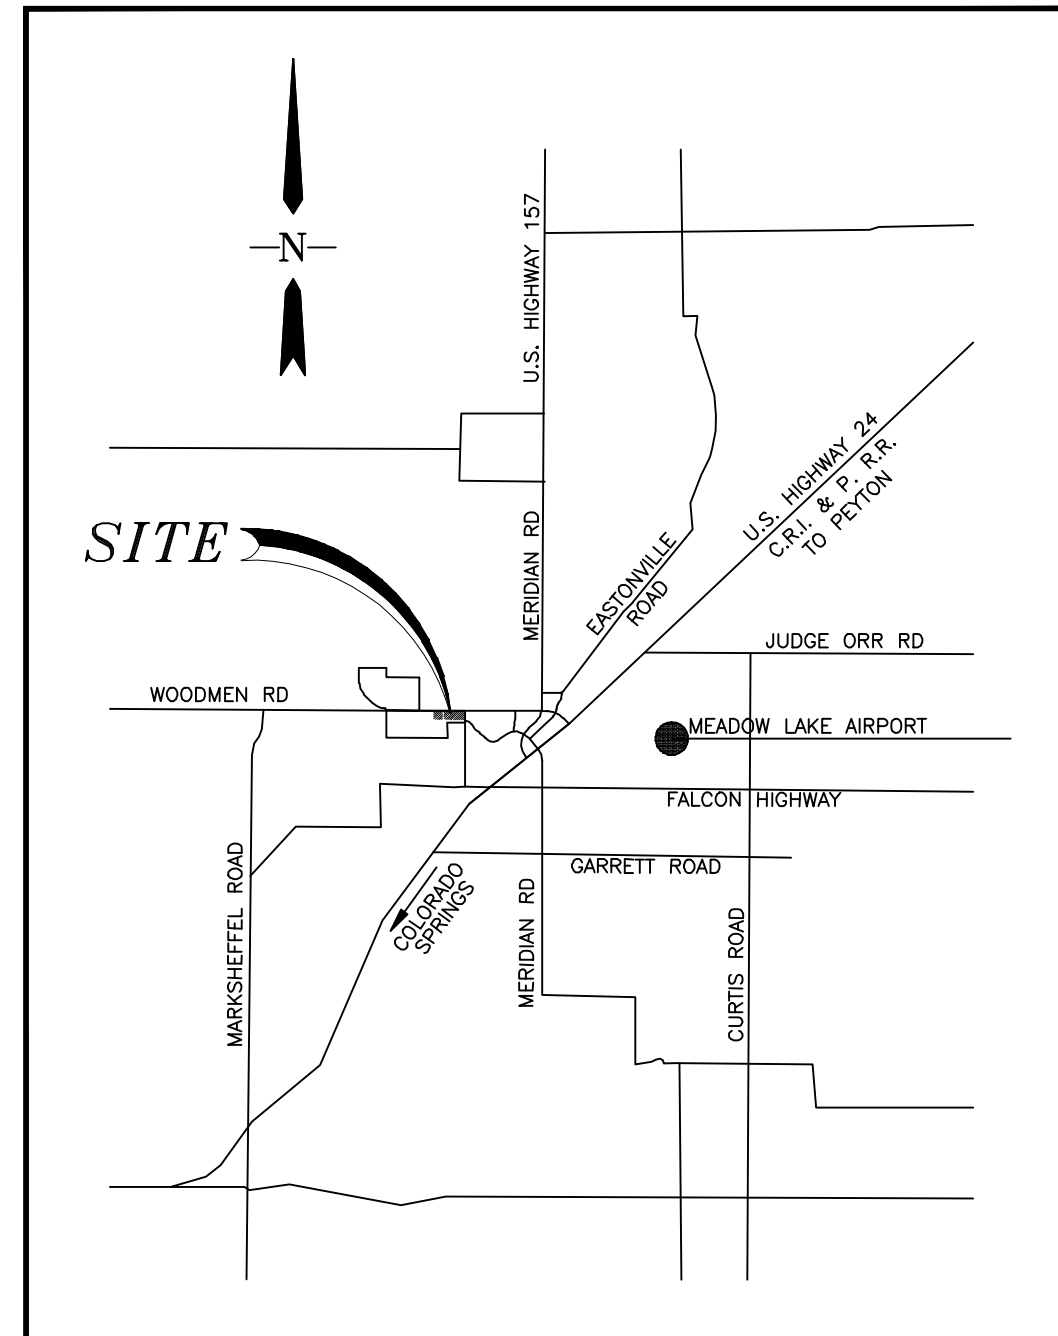 N
U.S. HIGHWAY 157
U.S. HIGHWAY 24
C.R.I. & P. R.R.
TO PEYTON
SITE
MERIDIAN RD
EASTONVILLE
ROAD
JUDGE ORR RD
WOODMEN RD
MEADOW LAKE AIRPORT
FALCON HIGHWAY
GARRETT ROAD
COLORADO
SPRINGS
MARKSHEFFEL ROAD
MERIDIAN RD
CURTIS ROAD